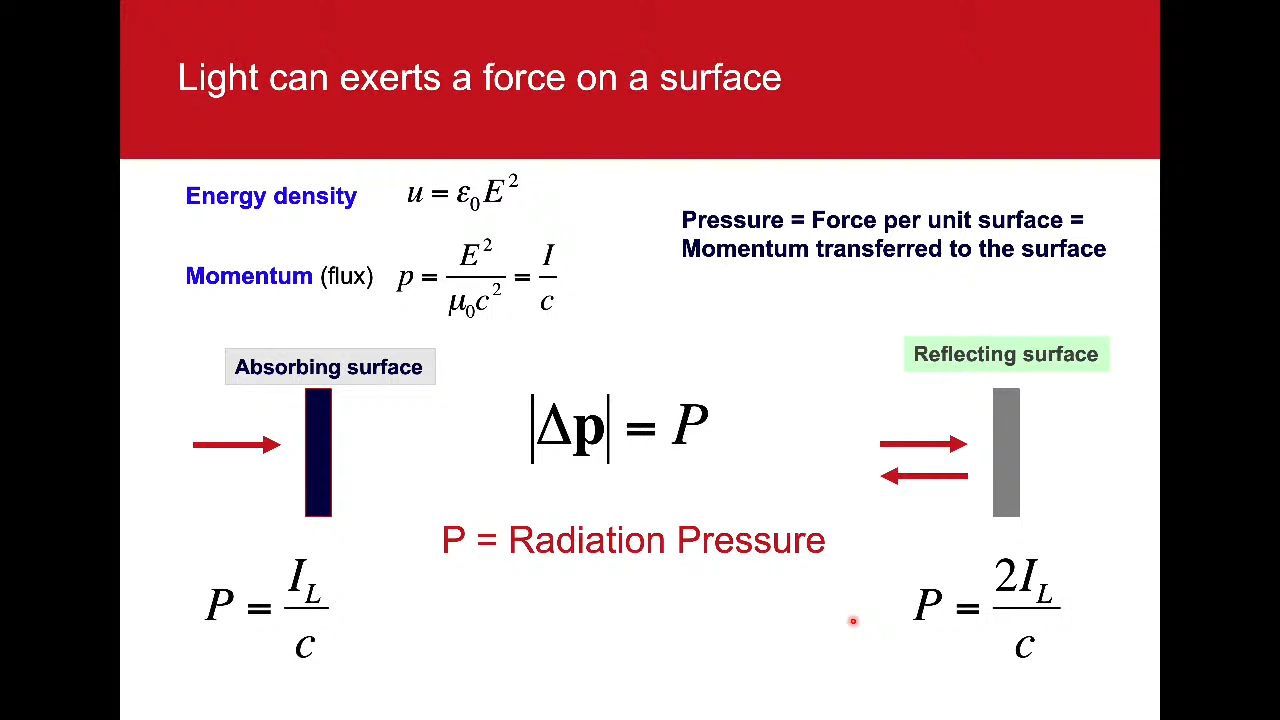 Light can exerts a force on a surface
Energy density u = ε₀E²
Momentum (flux) p = E²/μ₀c² = I/c
Pressure = Force per unit surface =
Momentum transferred to the surface
Absorbing surface
Reflecting surface
|Δp| = P
P = Radiation Pressure
P = I_L/c
P = 2I_L/c